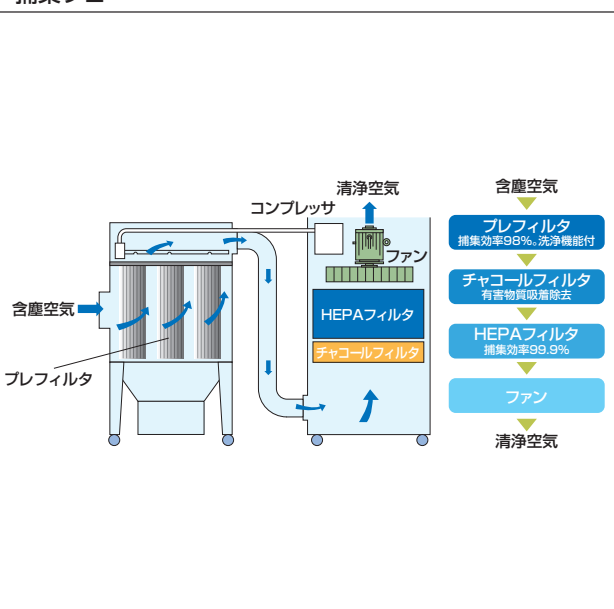 清浄空気
コンプレッサ
ファン
含塵空気
HEPAフィルタ
チャコールフィルタ
プレフィルタ
含塵空気
プレフィルタ
捕集効率98%。洗浄機能付
チャコールフィルタ
有害物質吸着除去
HEPAフィルタ
捕集効率99.9%
ファン
清浄空気